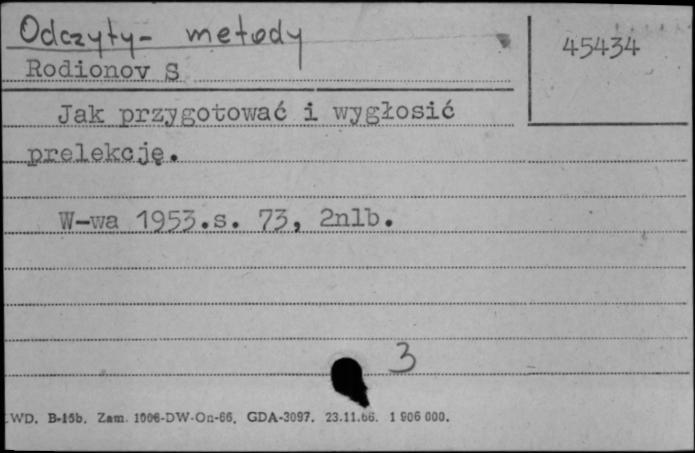 Odczyty- metody
45434
Rodionov S
Jak przygotować i wygłosić
prelekcję.
W-wa 1953.s. 73, 2nlb.
3
WD. B-15b. Zam. 1006-DW-On-66. GDA-3097. 23.11.66. 1 906 000.